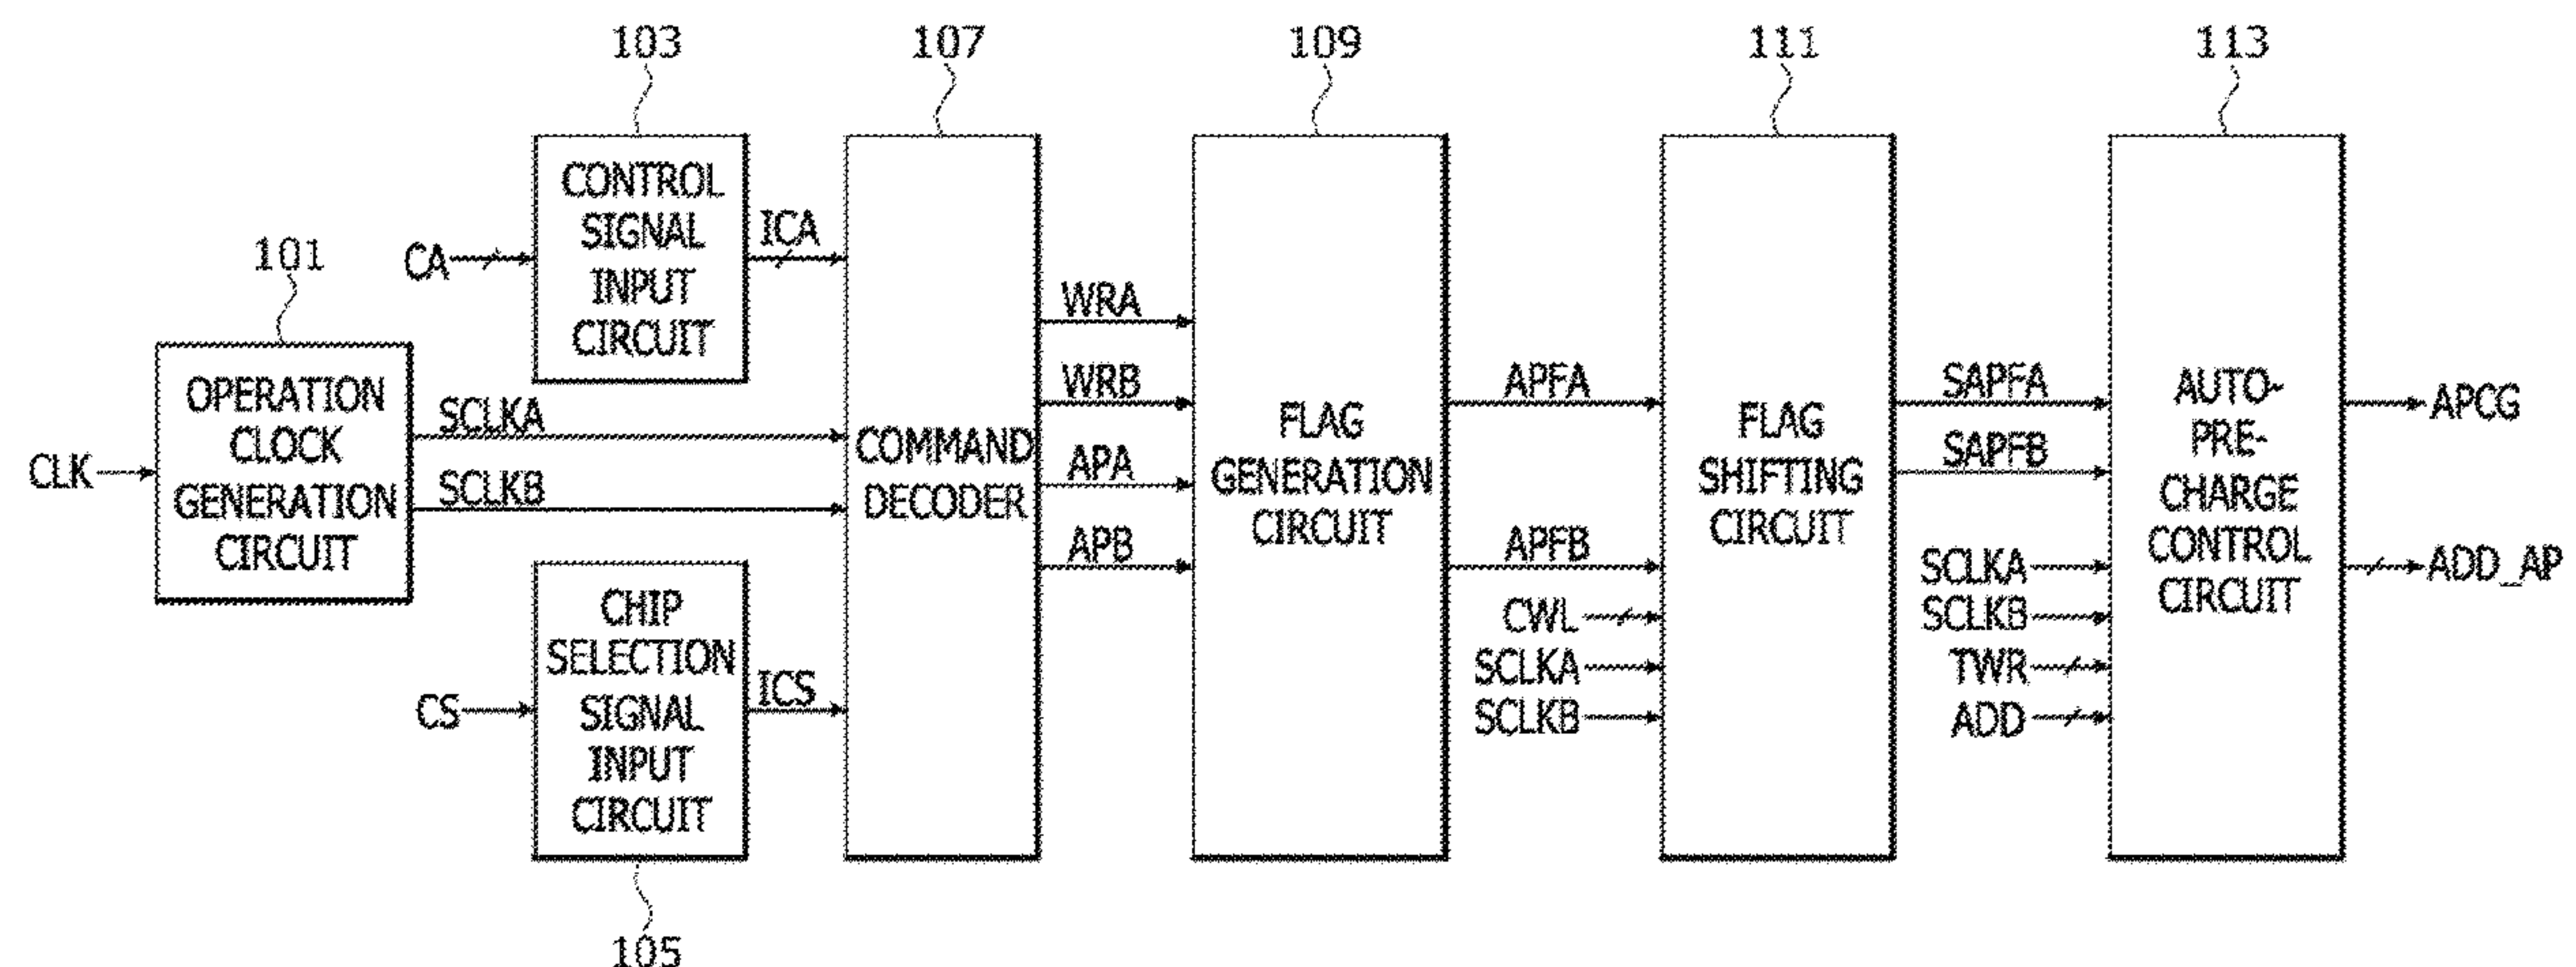 103
107
109
111
113
101
105
CLK
OPERATION
CLOCK
GENERATION
CIRCUIT
SCLKA
SCLKB
CA
CONTROL
SIGNAL
INPUT
CIRCUIT
ICA
CS
CHIP
SELECTION
SIGNAL
INPUT
CIRCUIT
ICS
COMMAND
DECODER
WRA
WRB
APA
APB
FLAG
GENERATION
CIRCUIT
APFA
APFB
CWL
SCLKA
SCLKB
FLAG
SHIFTING
CIRCUIT
SAPFA
SAPFB
SCLKA
SCLKB
TWR
ADD
AUTO-
PRE-
CHARGE
CONTROL
CIRCUIT
APCG
ADD_AP